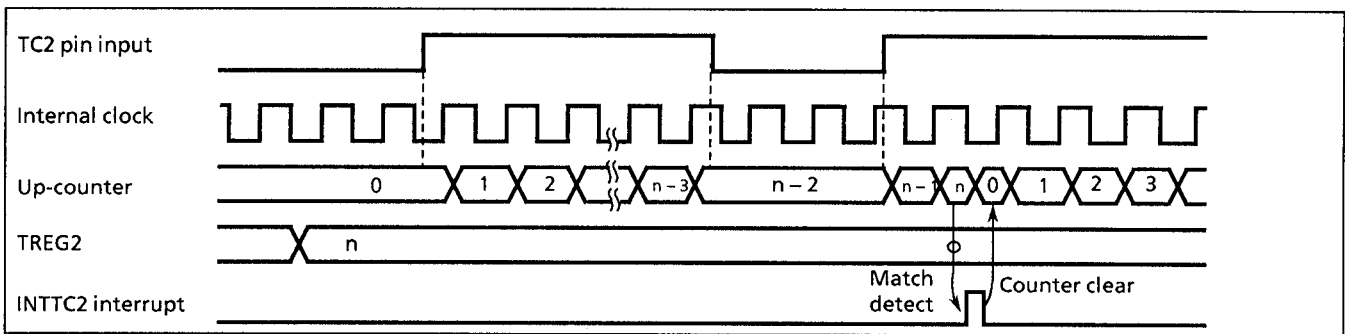 TC2 pin input
Internal clock
Up-counter
0 1 2 n – 3 n – 2 n – 1 n 0 1 2 3
TREG2
n
Match
detect
Counter clear
INTTC2 interrupt